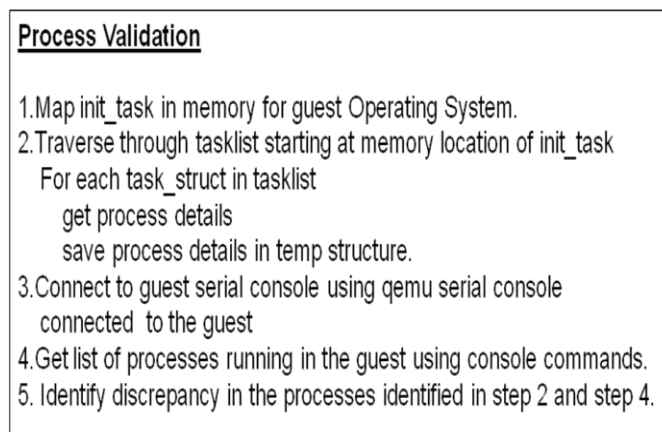 Process Validation
1.Map init_task in memory for guest Operating System.
2.Traverse through tasklist starting at memory location of init_task
For each task_struct in tasklist
get process details
save process details in temp structure.
3.Connect to guest serial console using qemu serial console
connected to the guest
4.Get list of processes running in the guest using console commands.
5. Identify discrepancy in the processes identified in step 2 and step 4.